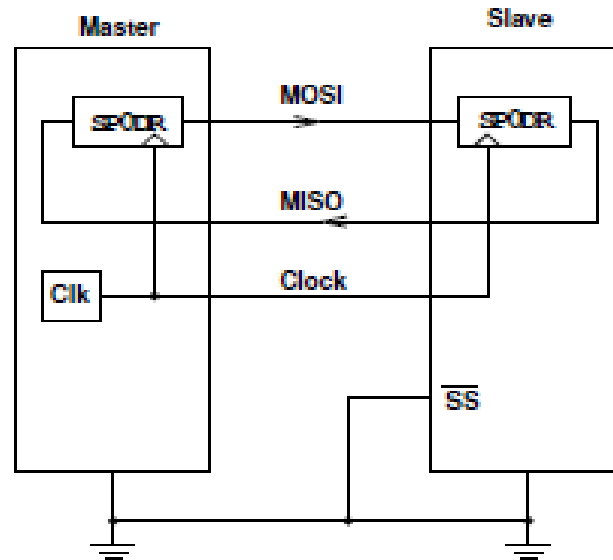 Master
Slave
MOSI
SP0DR
SP0DR
MISO
Clk
Clock
SS